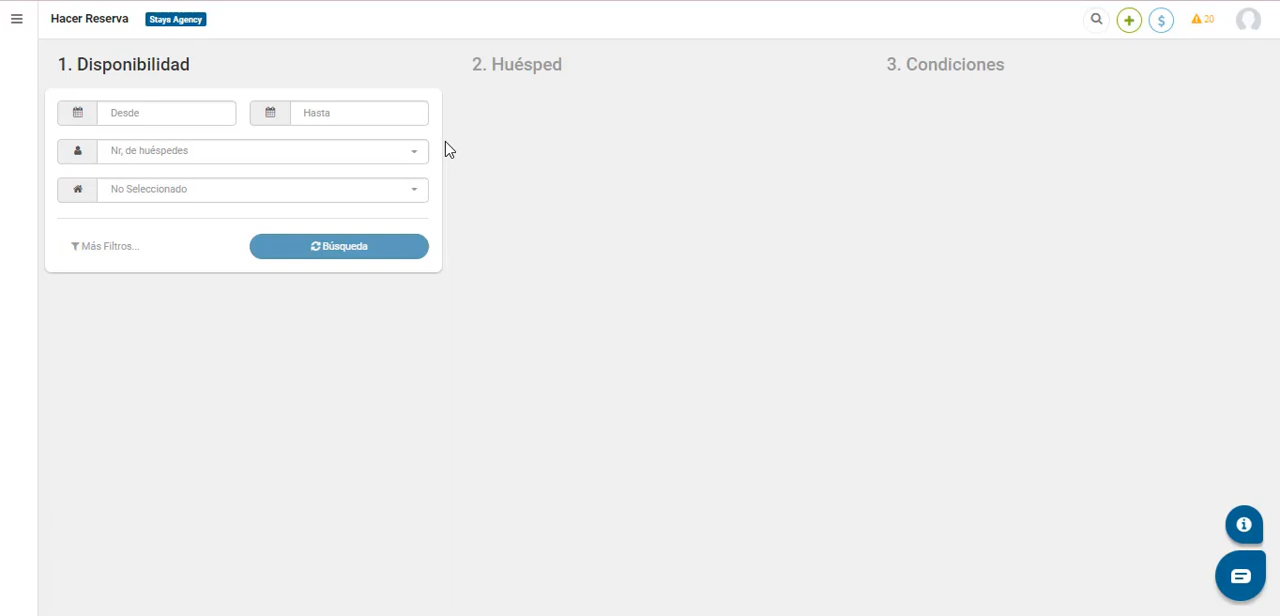 Hacer Reserva Stays Agency
$ 20
1. Disponibilidad 2. Huésped 3. Condiciones
Desde Hasta
Nr, de huéspedes
No Seleccionado
Más Filtros... Búsqueda